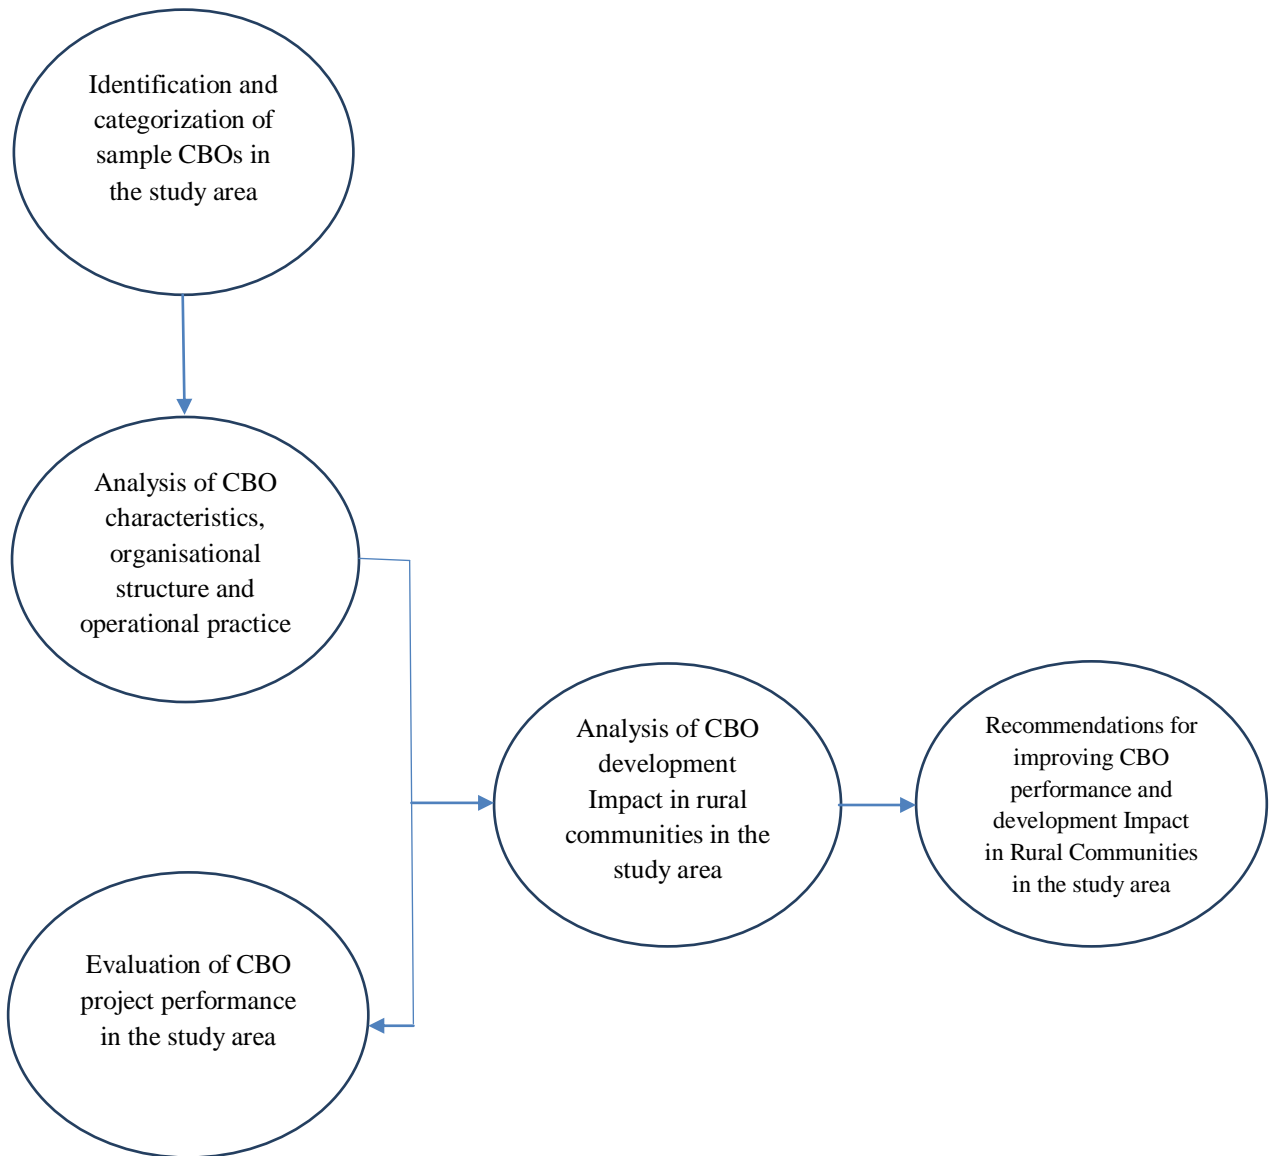 Identification and
categorization of
sample CBOs in
the study area
Analysis of CBO
characteristics,
organisational
structure and
operational practice
Evaluation of CBO
project performance
in the study area
Analysis of CBO
development
Impact in rural
communities in the
study area
Recommendations for
improving CBO
performance and
development Impact
in Rural Communities
in the study area